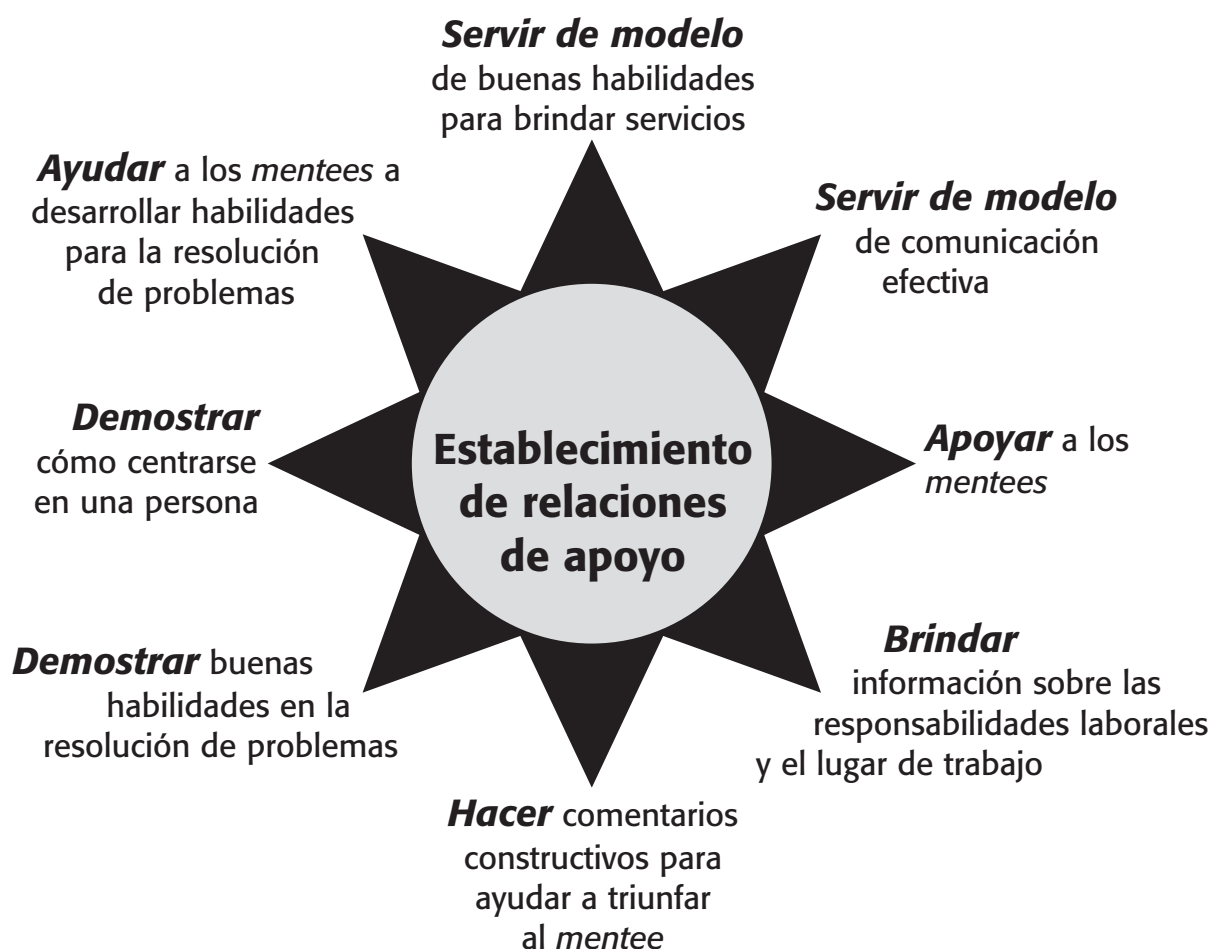 Servir de modelo
de buenas habilidades
para brindar servicios
Servir de modelo
de comunicación
efectiva
Apoyar a los
mentees
Brindar
información sobre las
responsabilidades laborales
y el lugar de trabajo
Hacer comentarios
constructivos para
ayudar a triunfar
al mentee
Demostrar buenas
habilidades en la
resolución de problemas
Demostrar
cómo centrarse
en una persona
Ayudar a los mentees a
desarrollar habilidades
para la resolución
de problemas
Establecimiento
de relaciones
de apoyo